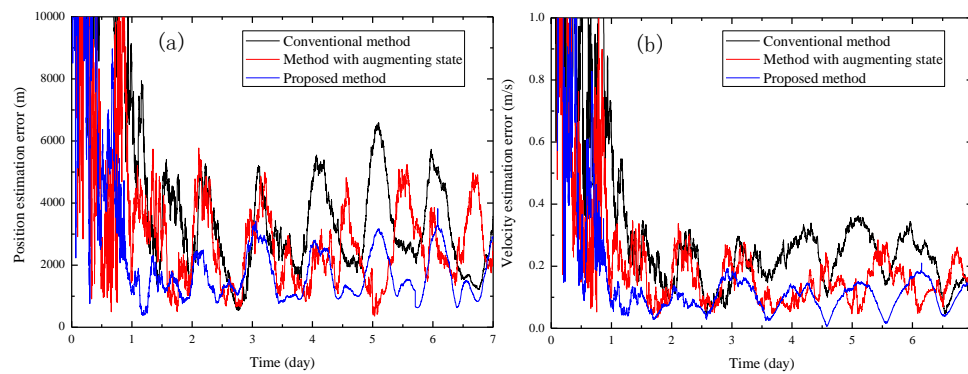 (a)
Conventional method
Method with augmenting state
Proposed method
Position estimation error (m)
10000
8000
6000
4000
2000
0
0 1 2 3 4 5 6 7
Time (day)
(b)
Conventional method
Method with augmenting state
Proposed method
Velocity estimation error (m/s)
1.0
0.8
0.6
0.4
0.2
0.0
0 1 2 3 4 5 6
Time (day)